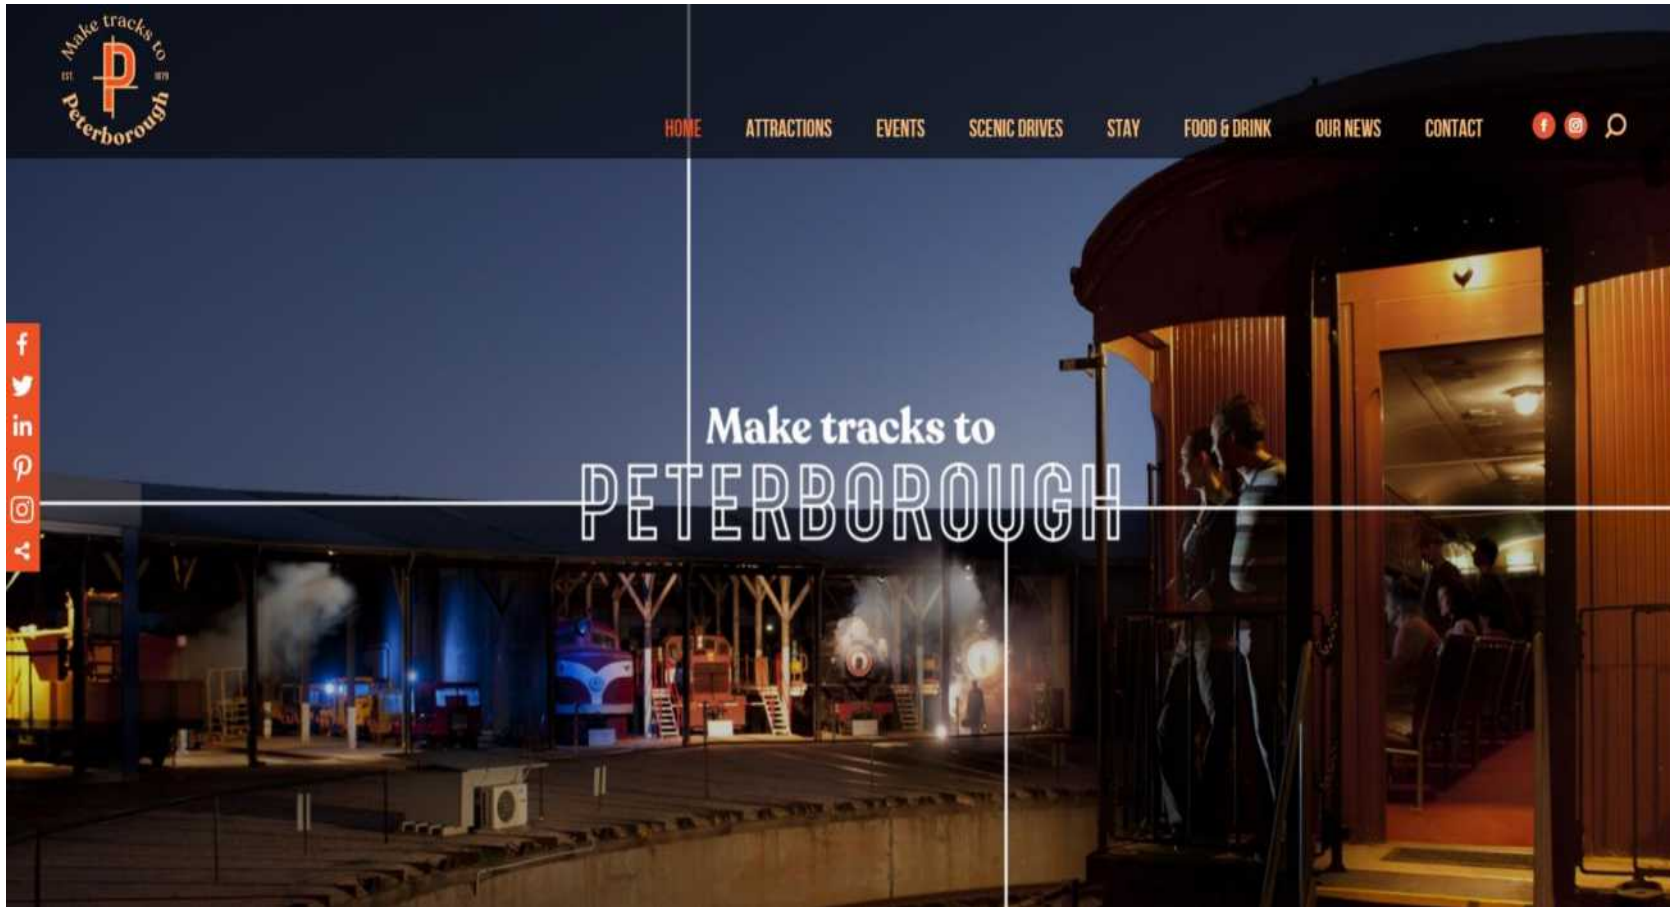 Make tracks to
EST. 1879
Peterborough
HOME ATTRACTIONS EVENTS SCENIC DRIVES STAY FOOD & DRINK OUR NEWS CONTACT
Make tracks to
PETERBOROUGH